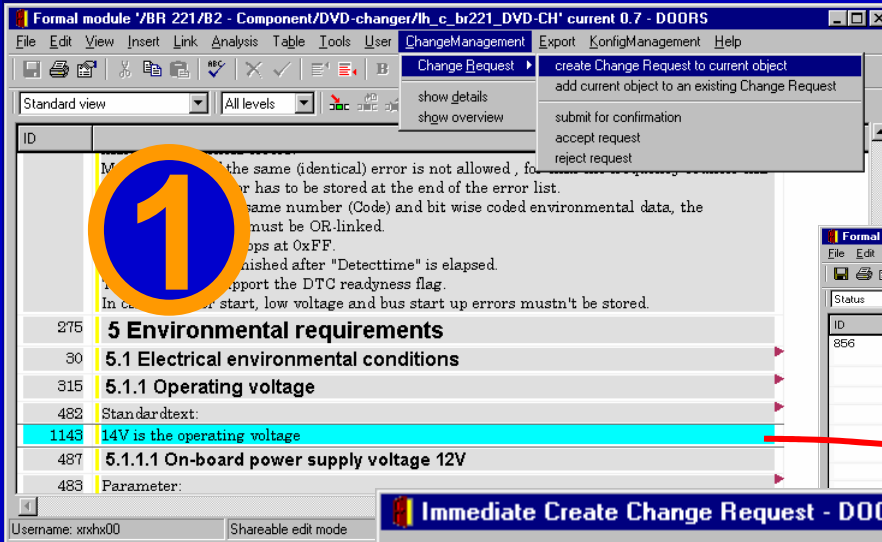 Formal module '/BR 221/B2 - Component/DVD-changer/lh_c_br221_DVD-CH' current 0.7 - DOORS
File Edit View Insert Link Analysis Table Tools User ChangeManagement Export KonfigManagement Help
Change Request
create Change Request to current object
add current object to an existing Change Request
submit for confirmation
accept request
reject request
show details
show overview
ABC
B
Standard view
All levels
ID
the same (identical) error is not allowed ,
or has to be stored at the end of the error list.
same number (Code) and bit wise coded environmental data, the
must be OR-linked.
at 0xFF.
after "Detecttime" is elapsed.
the DTC readyness flag.
start, low voltage and bus start up errors mustn't be stored.
1
275 5 Environmental requirements
30 5.1 Electrical environmental conditions
315 5.1.1 Operating voltage
482 Standardtext:
1143 14V is the operating voltage
487 5.1.1.1 On-board power supply voltage 12V
483 Parameter:
Username: xrxhx00 Shareable edit mode
Formal
File Edit
Status
ID
856
Immediate Create Change Request -